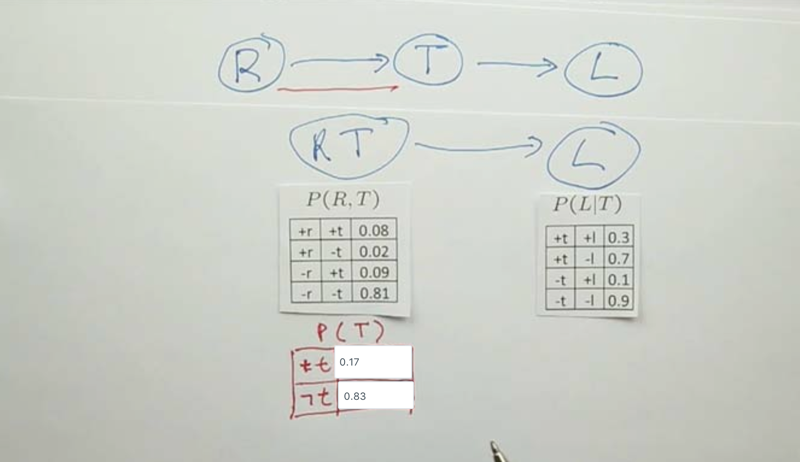 R T L
RT L
P(R,T)
+r +t 0.08
+r -t 0.02
-r +t 0.09
-r -t 0.81
P(L|T)
+t +l 0.3
+t -l 0.7
-t +l 0.1
-t -l 0.9
P(T)
+t 0.17
¬t 0.83